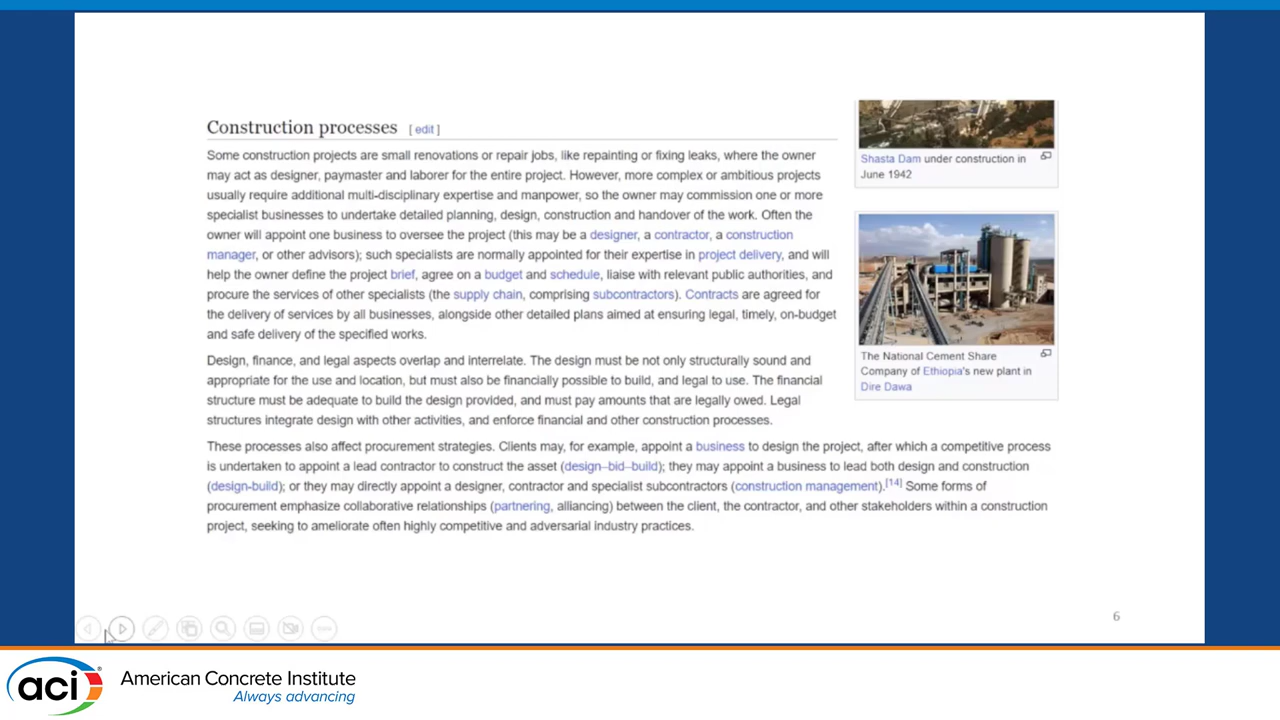 Construction processes [ edit ]
Some construction projects are small renovations or repair jobs, like repainting or fixing leaks, where the owner
may act as designer, paymaster and laborer for the entire project. However, more complex or ambitious projects
usually require additional multi-disciplinary expertise and manpower, so the owner may commission one or more
specialist businesses to undertake detailed planning, design, construction and handover of the work. Often the
owner will appoint one business to oversee the project (this may be a designer, a contractor, a construction
manager, or other advisors); such specialists are normally appointed for their expertise in project delivery, and will
help the owner define the project brief, agree on a budget and schedule, liaise with relevant public authorities, and
procure the services of other specialists (the supply chain, comprising subcontractors). Contracts are agreed for
the delivery of services by all businesses, alongside other detailed plans aimed at ensuring legal, timely, on-budget
and safe delivery of the specified works.
Design, finance, and legal aspects overlap and interrelate. The design must be not only structurally sound and
appropriate for the use and location, but must also be financially possible to build, and legal to use. The financial
structure must be adequate to build the design provided, and must pay amounts that are legally owed. Legal
structures integrate design with other activities, and enforce financial and other construction processes.
Shasta Dam under construction in
June 1942
The National Cement Share
Company of Ethiopia's new plant in
Dire Dawa
These processes also affect procurement strategies. Clients may, for example, appoint a business to design the project, after which a competitive process
is undertaken to appoint a lead contractor to construct the asset (design–bid–build); they may appoint a business to lead both design and construction
(design-build); or they may directly appoint a designer, contractor and specialist subcontractors (construction management).[14] Some forms of
procurement emphasize collaborative relationships (partnering, alliancing) between the client, the contractor, and other stakeholders within a construction
project, seeking to ameliorate often highly competitive and adversarial industry practices.
6
aci®
American Concrete Institute
Always advancing